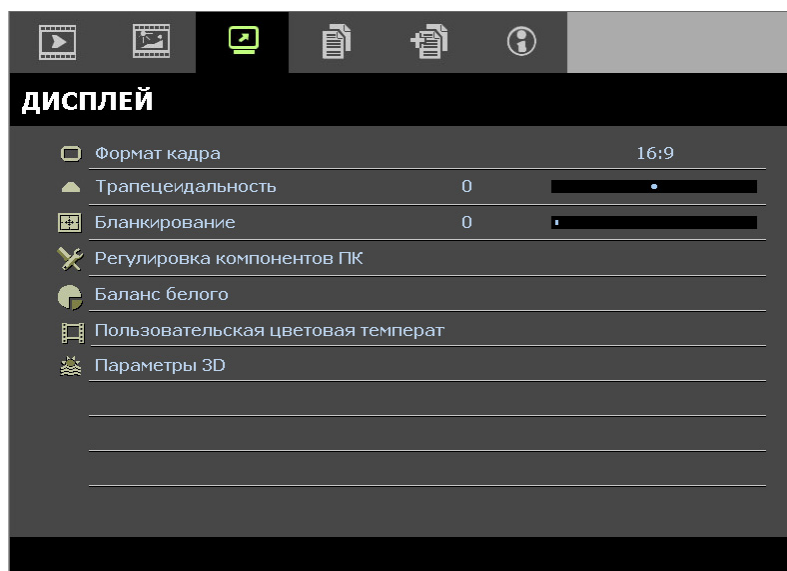 ДИСПЛЕЙ
Формат кадра 16:9
Трапецеидальность 0
Бланкирование 0
Регулировка компонентов ПК
Баланс белого
Пользовательская цветовая температ
Параметры 3D